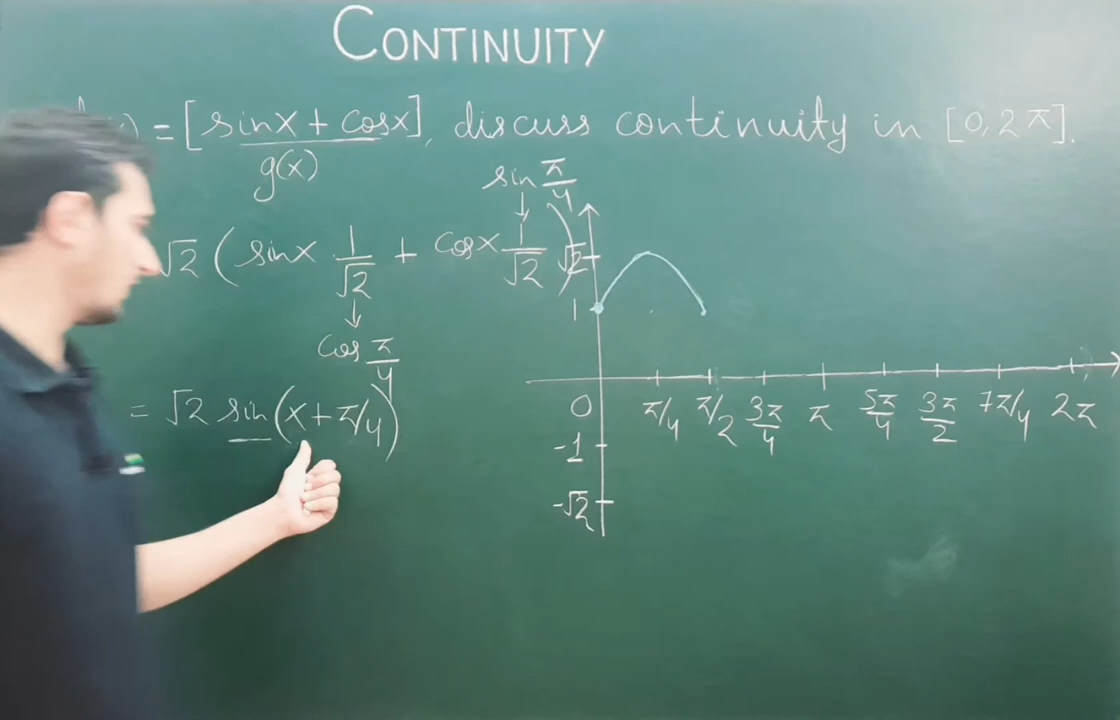 CONTINUITY
) = [sinx + cosx], discuss continuity in [0, 2π].
g(x)
sin π/4
↓
√2 (sinx 1/√2 + cosx 1/√2)
↓
cos π/4
= √2 sin(x + π/4)
√2
1
0 π/4 π/2 3π/4 π 5π/4 3π/2 7π/4 2π
-1
-√2